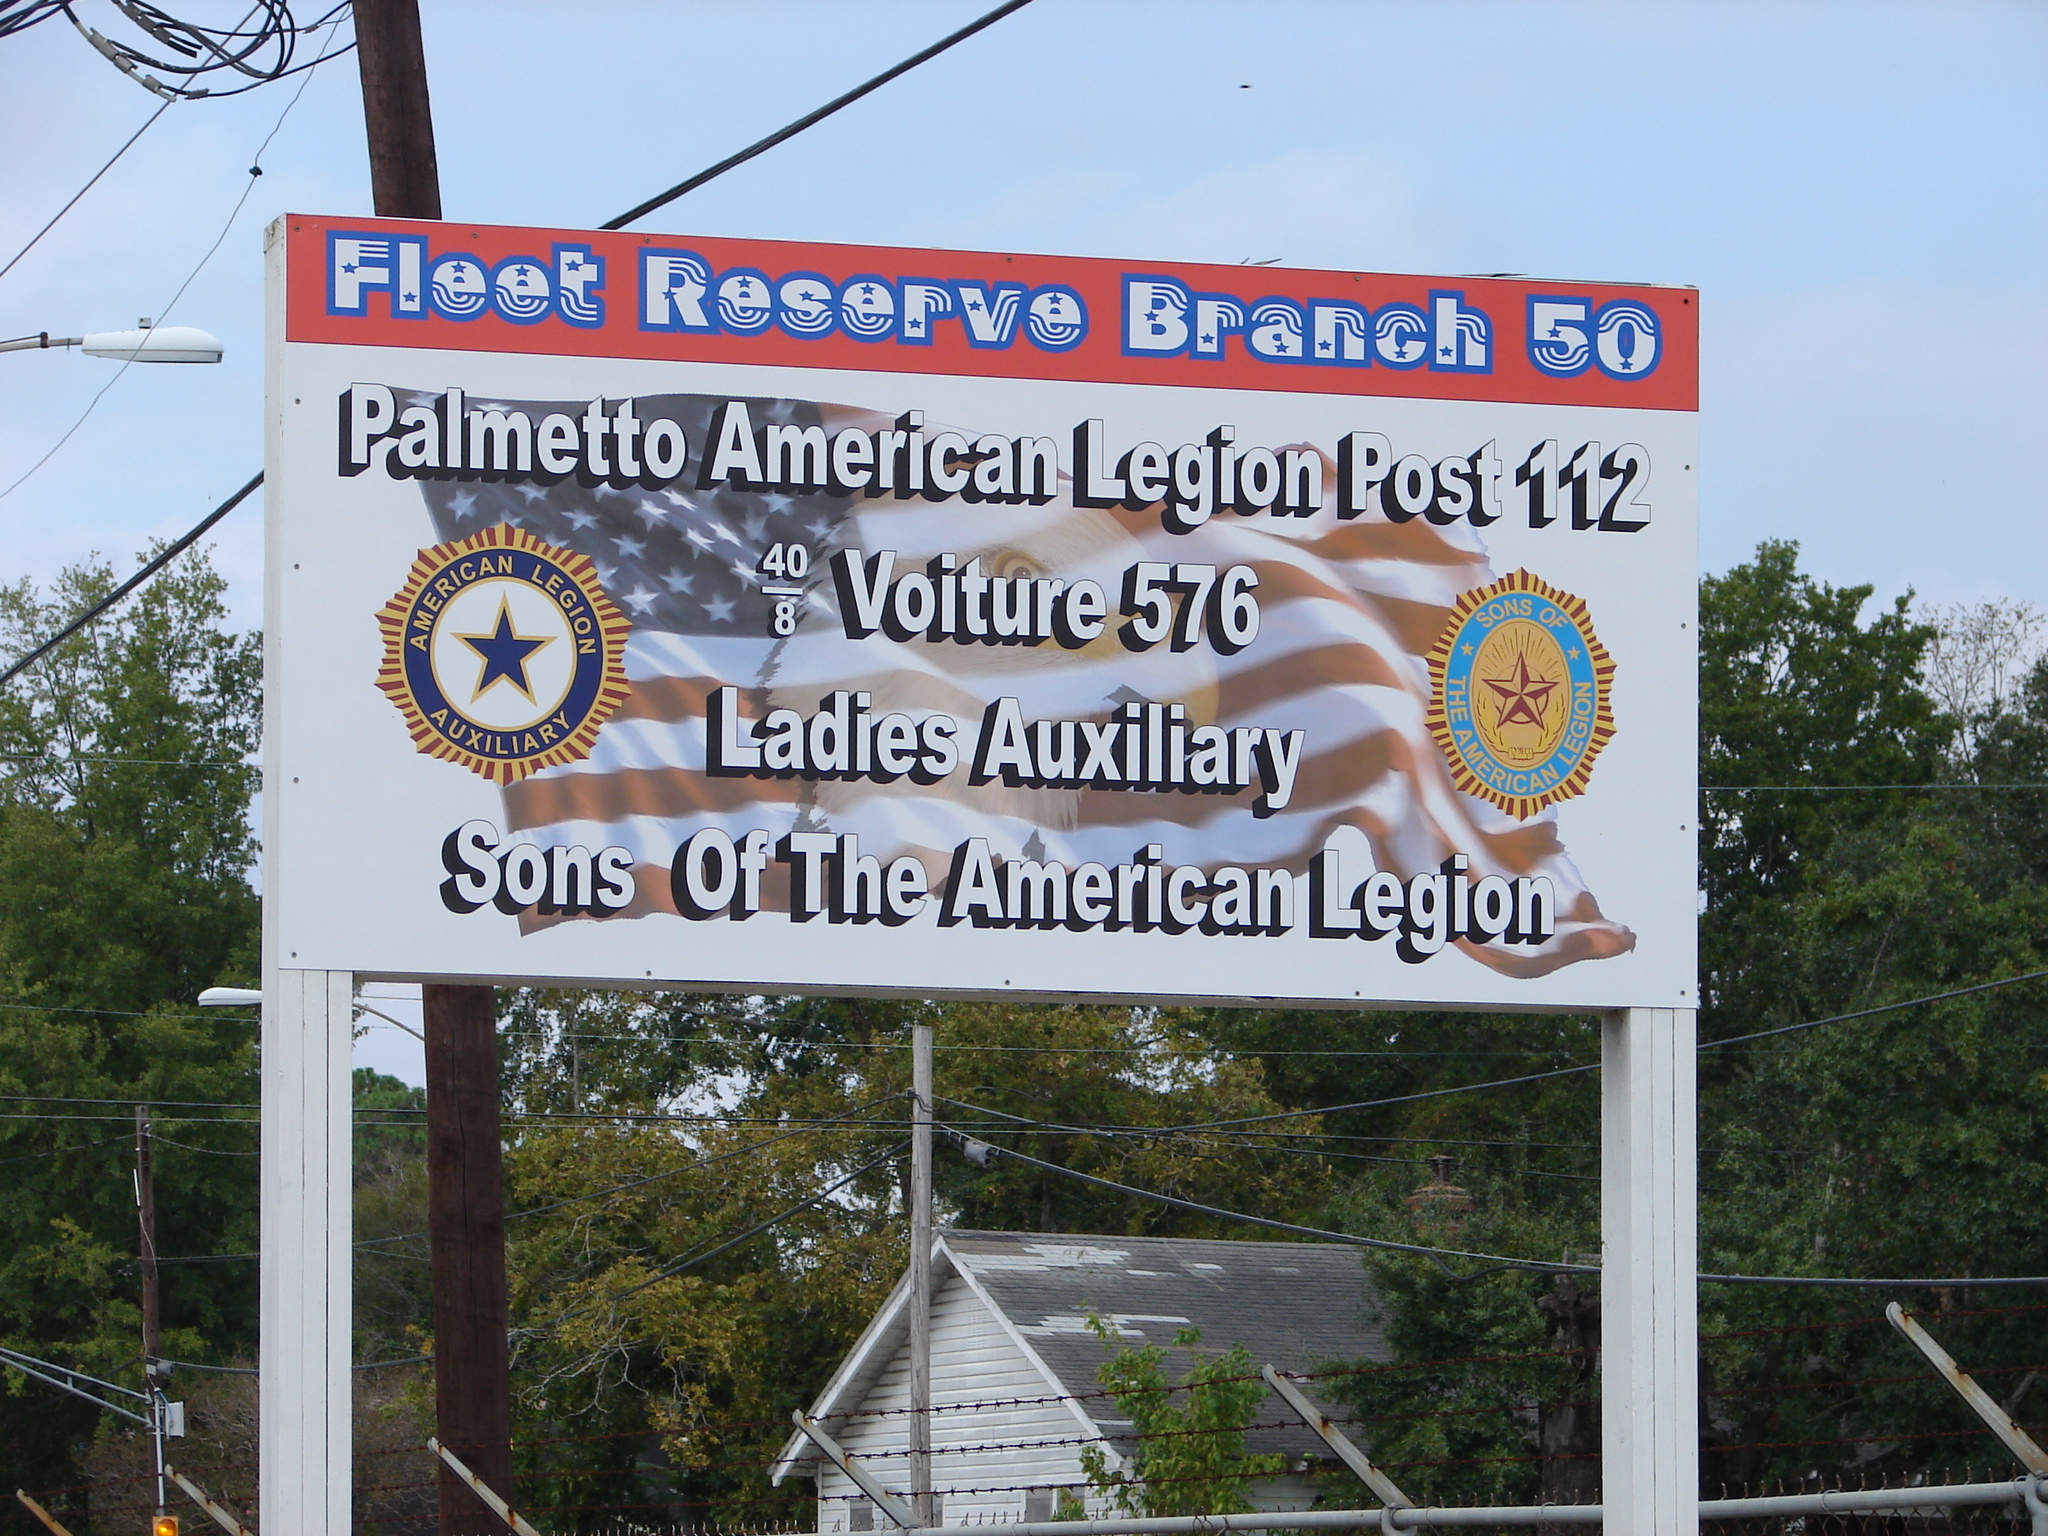 Fleet Reserve Branch 50
Palmetto American Legion Post 112
40/8 Voiture 576
Ladies Auxiliary
Sons Of The American Legion
AMERICAN LEGION
AUXILIARY
SONS OF
THE AMERICAN LEGION